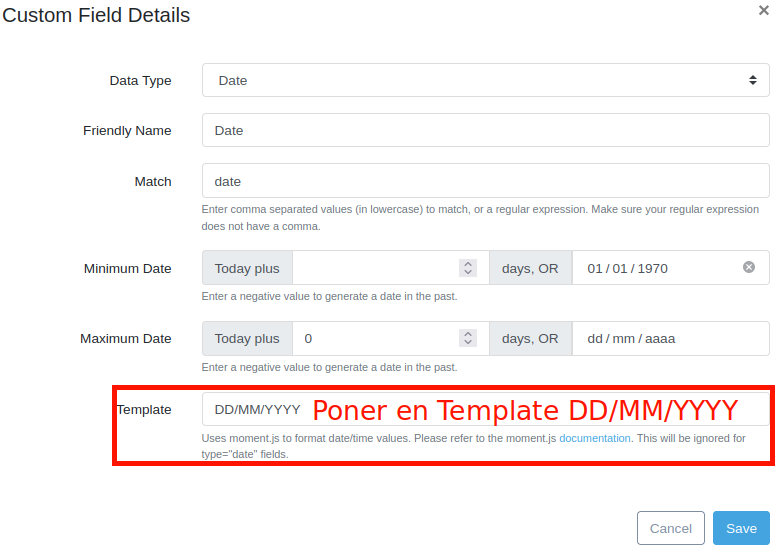 Custom Field Details
×
Data Type
Date
Friendly Name
Date
Match
date
Enter comma separated values (in lowercase) to match, or a regular expression. Make sure your regular expression
does not have a comma.
Minimum Date
Today plus
days, OR
01 / 01 / 1970
Enter a negative value to generate a date in the past.
Maximum Date
Today plus
0
days, OR
dd / mm / aaaa
Enter a negative value to generate a date in the past.
Template
DD/MM/YYYY
Poner en Template DD/MM/YYYY
Uses moment.js to format date/time values. Please refer to the moment.js documentation. This will be ignored for
type="date" fields.
Cancel
Save